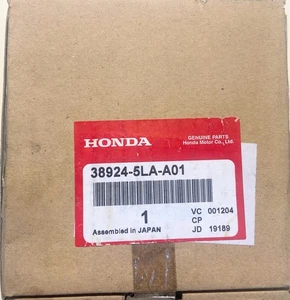 HONDA
GENUINE PARTS
Honda Motor Co., Ltd.
38924-5LA-A01
1
VC 001204
CP
Assembled in JAPAN
JD 19189